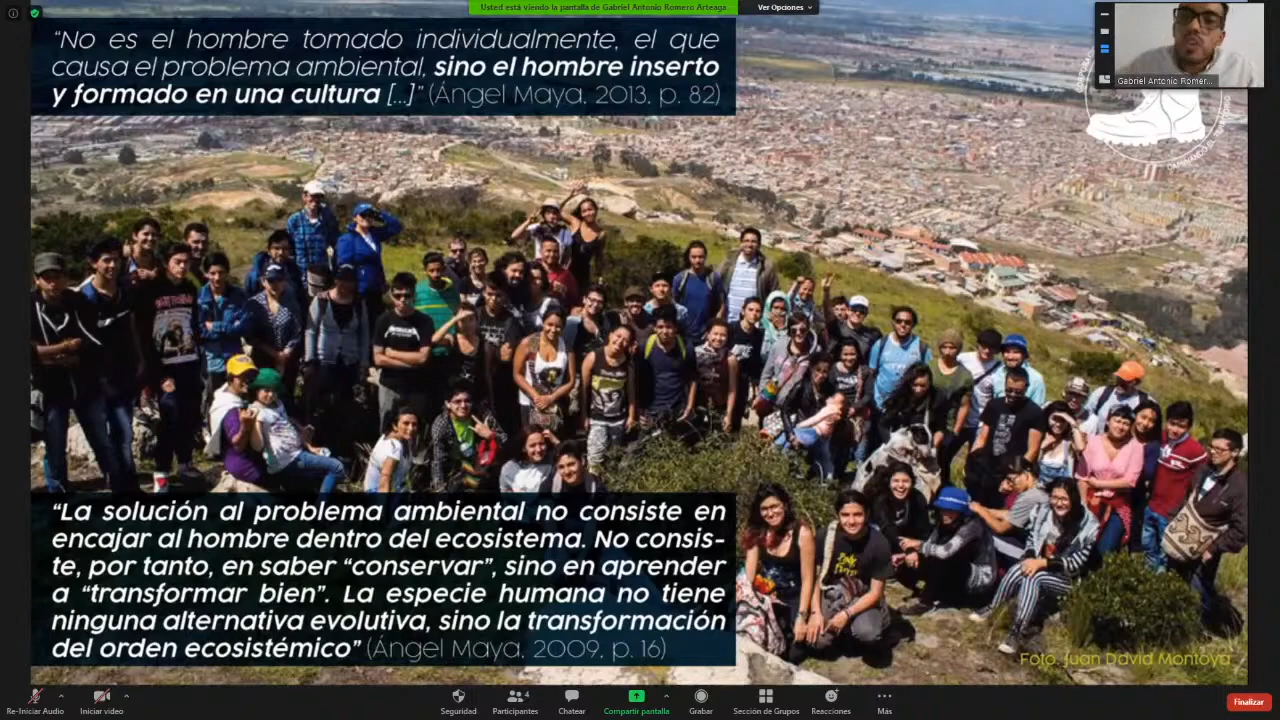 Usted está viendo la pantalla de Gabriel Antonio Romero Arteaga
Ver Opciones
“No es el hombre tomado individualmente, el que
causa el problema ambiental, sino el hombre inserto
y formado en una cultura [...]” (Ángel Maya, 2013, p. 82)
Gabriel Antonio Romer...
“La solución al problema ambiental no consiste en
encajar al hombre dentro del ecosistema. No consis-
te, por tanto, en saber “conservar”, sino en aprender
a “transformar bien”. La especie humana no tiene
ninguna alternativa evolutiva, sino la transformación
del orden ecosistémico” (Ángel Maya, 2009, p. 16)
Foto. Juan David Montoya
Re-Iniciar Audio
Iniciar video
Seguridad
4
Participantes
Chatear
Compartir pantalla
Grabar
Sección de Grupos
Reacciones
Más
Finalizar